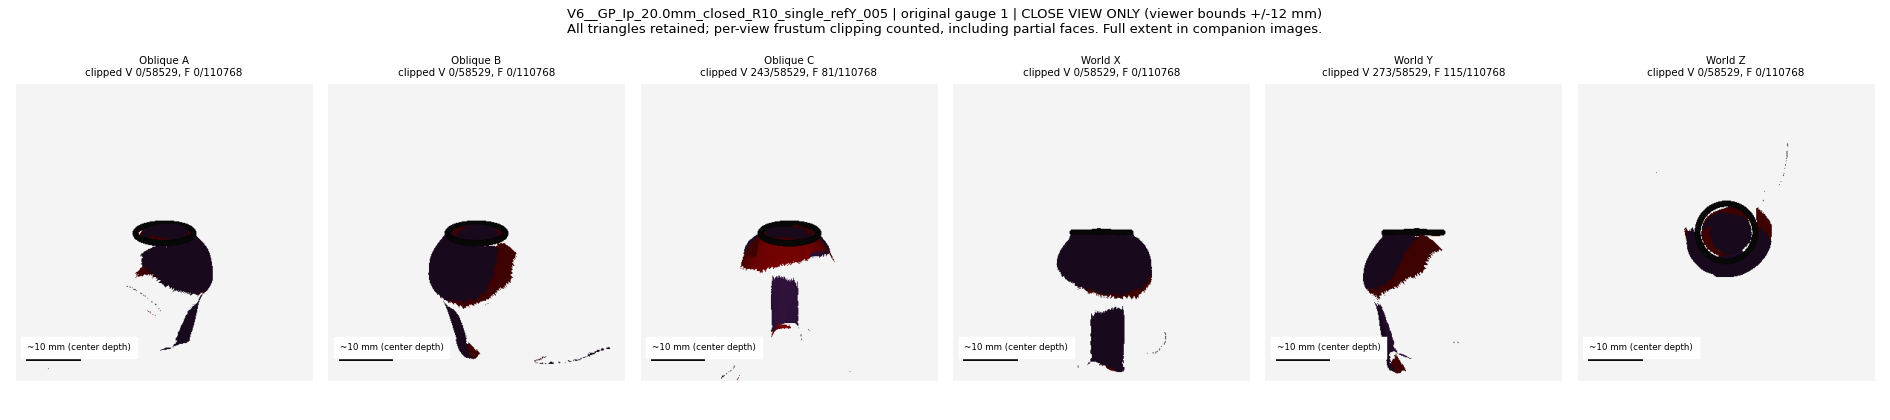 V6__GP_Ip_20.0mm_closed_R10_single_refY_005 | original gauge 1 | CLOSE VIEW ONLY (viewer bounds +/-12 mm)
All triangles retained; per-view frustum clipping counted, including partial faces. Full extent in companion images.
Oblique A
clipped V 0/58529, F 0/110768
Oblique B
clipped V 0/58529, F 0/110768
Oblique C
clipped V 243/58529, F 81/110768
World X
clipped V 0/58529, F 0/110768
World Y
clipped V 273/58529, F 115/110768
World Z
clipped V 0/58529, F 0/110768
~10 mm (center depth)
~10 mm (center depth)
~10 mm (center depth)
~10 mm (center depth)
~10 mm (center depth)
~10 mm (center depth)